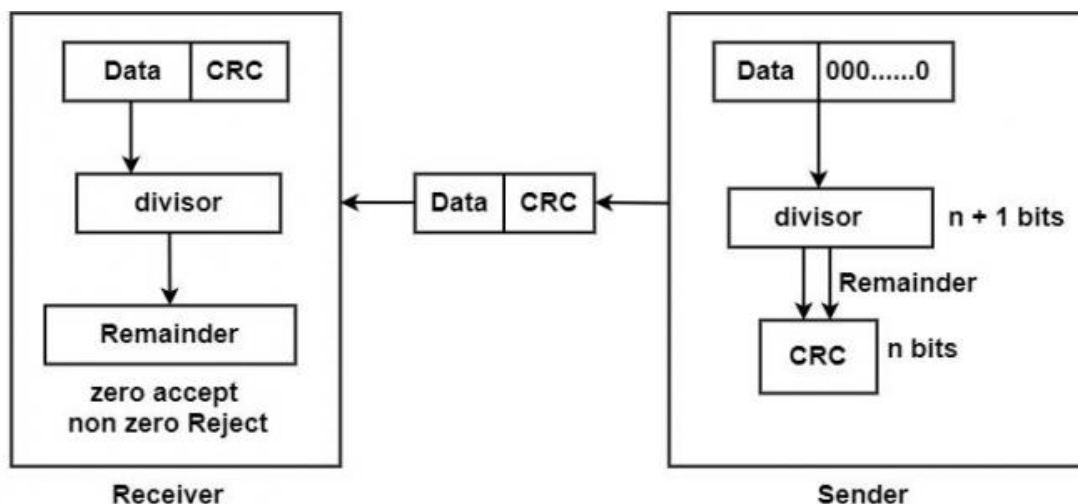 Data CRC
divisor
Remainder
zero accept
non zero Reject
Receiver
Data CRC
Data 000......0
divisor n + 1 bits
Remainder
CRC n bits
Sender